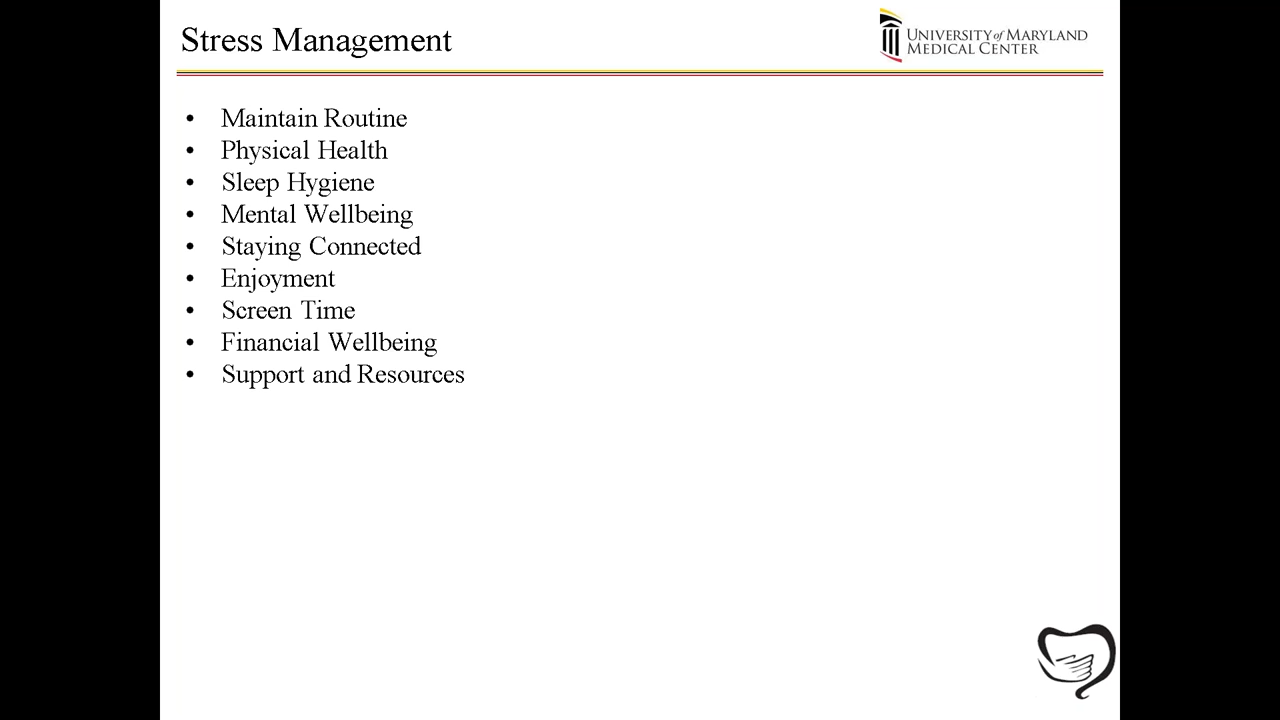 Stress Management
UNIVERSITY of MARYLAND
MEDICAL CENTER
• Maintain Routine
• Physical Health
• Sleep Hygiene
• Mental Wellbeing
• Staying Connected
• Enjoyment
• Screen Time
• Financial Wellbeing
• Support and Resources